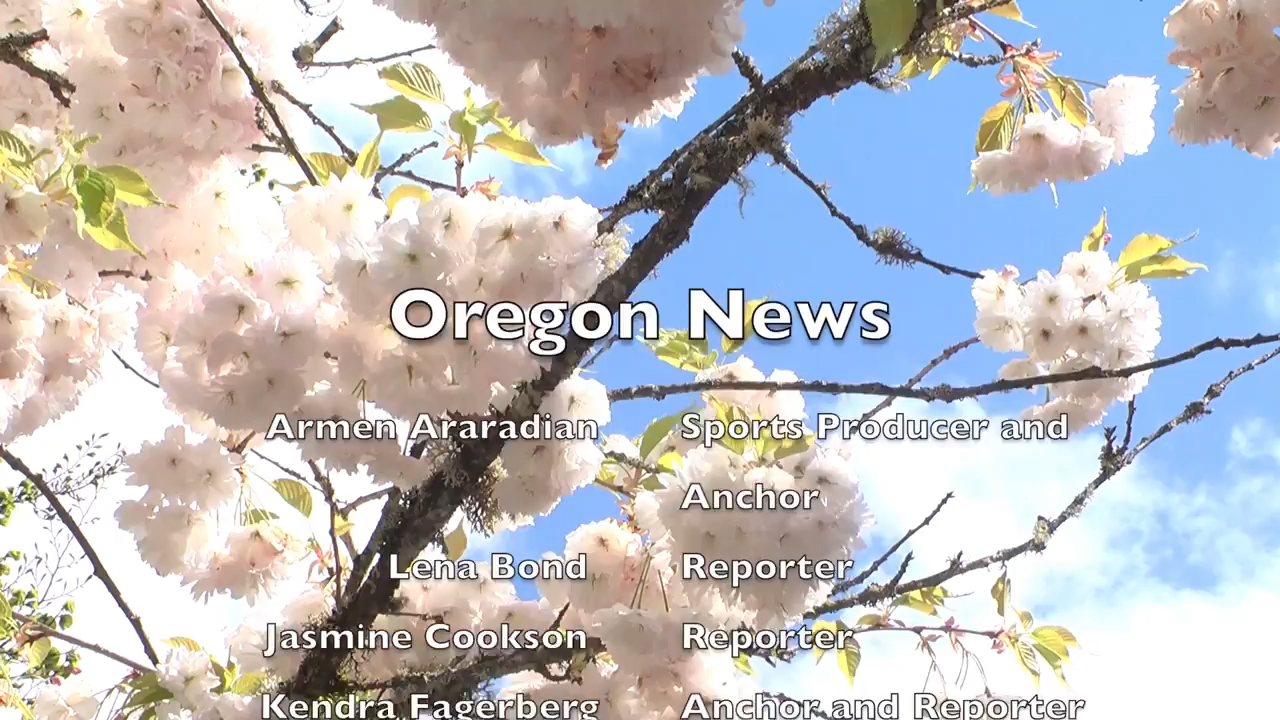 Oregon News
Armen Araradian Sports Producer and
Anchor
Lena Bond Reporter
Jasmine Cookson Reporter
Kendra Fagerberg Anchor and Reporter